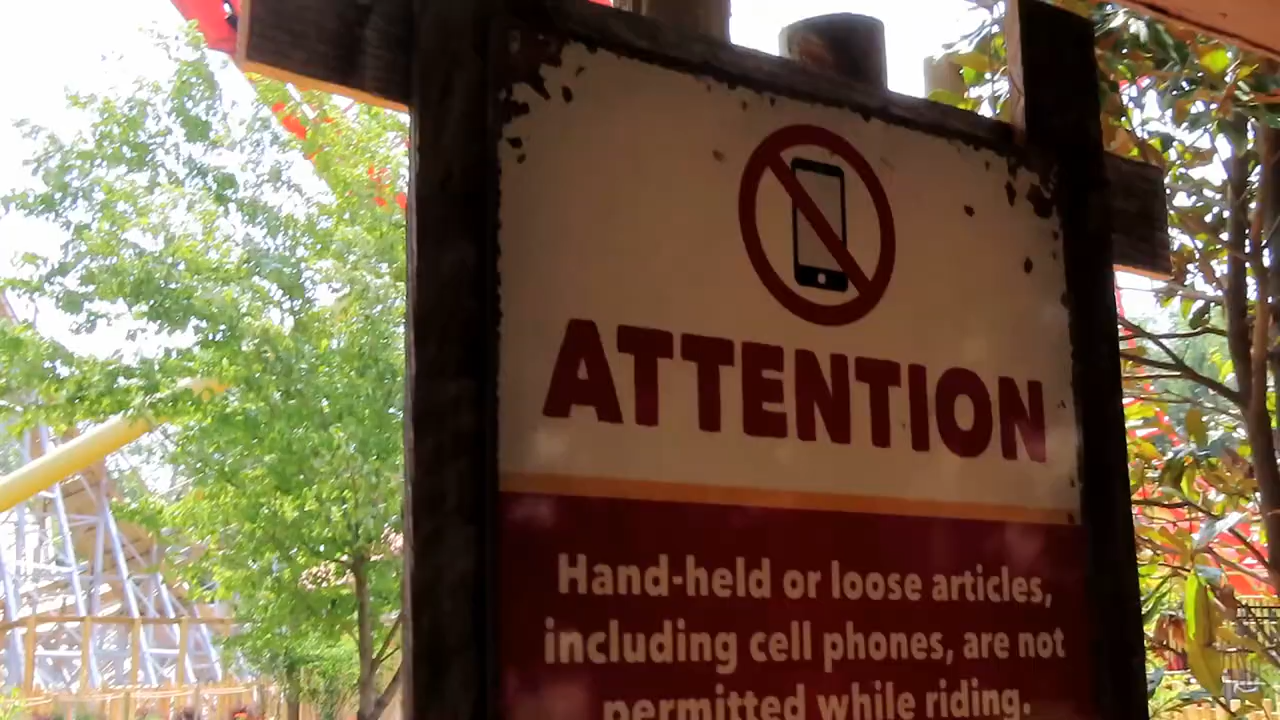 ATTENTION
Hand-held or loose articles,
including cell phones, are not
permitted while riding.